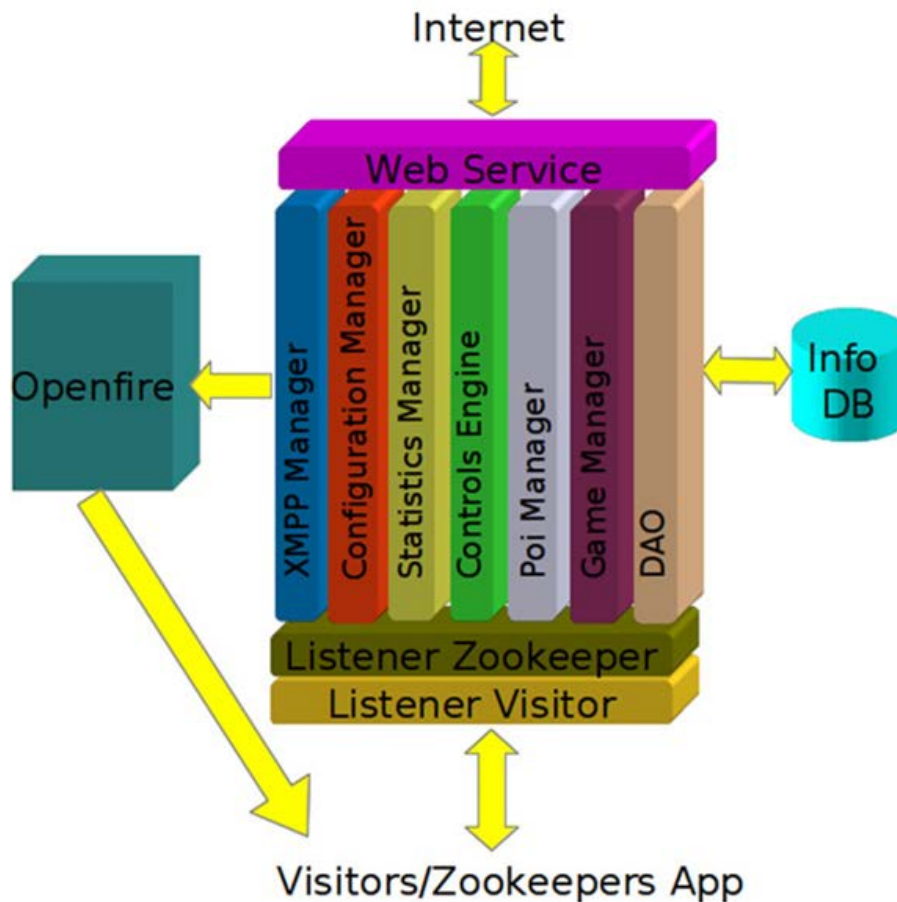 Internet
Web Service
XMPP Manager
Configuration Manager
Statistics Manager
Controls Engine
Poi Manager
Game Manager
DAO
Openfire
Info
DB
Listener Zookeeper
Listener Visitor
Visitors/Zookeepers App